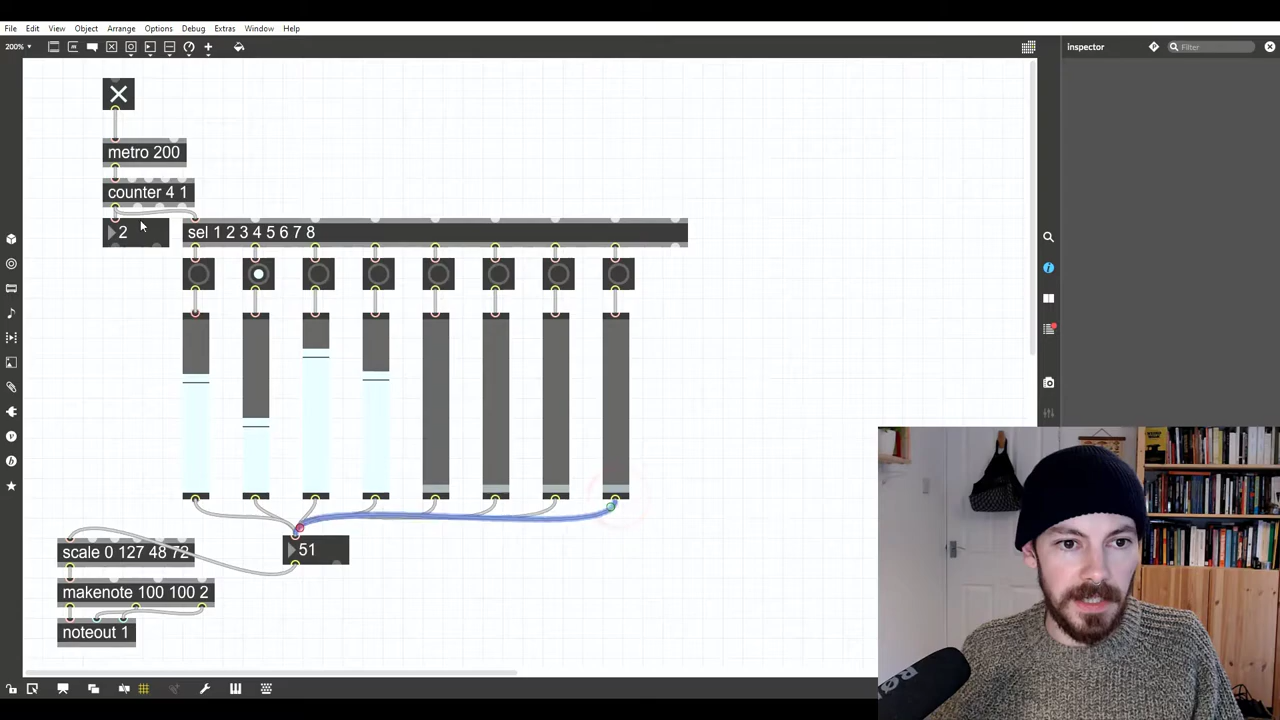 File Edit View Object Arrange Options Debug Extras Window Help
200%
inspector
Filter
metro 200
counter 4 1
2
sel 1 2 3 4 5 6 7 8
51
scale 0 127 48 72
makenote 100 100 2
noteout 1